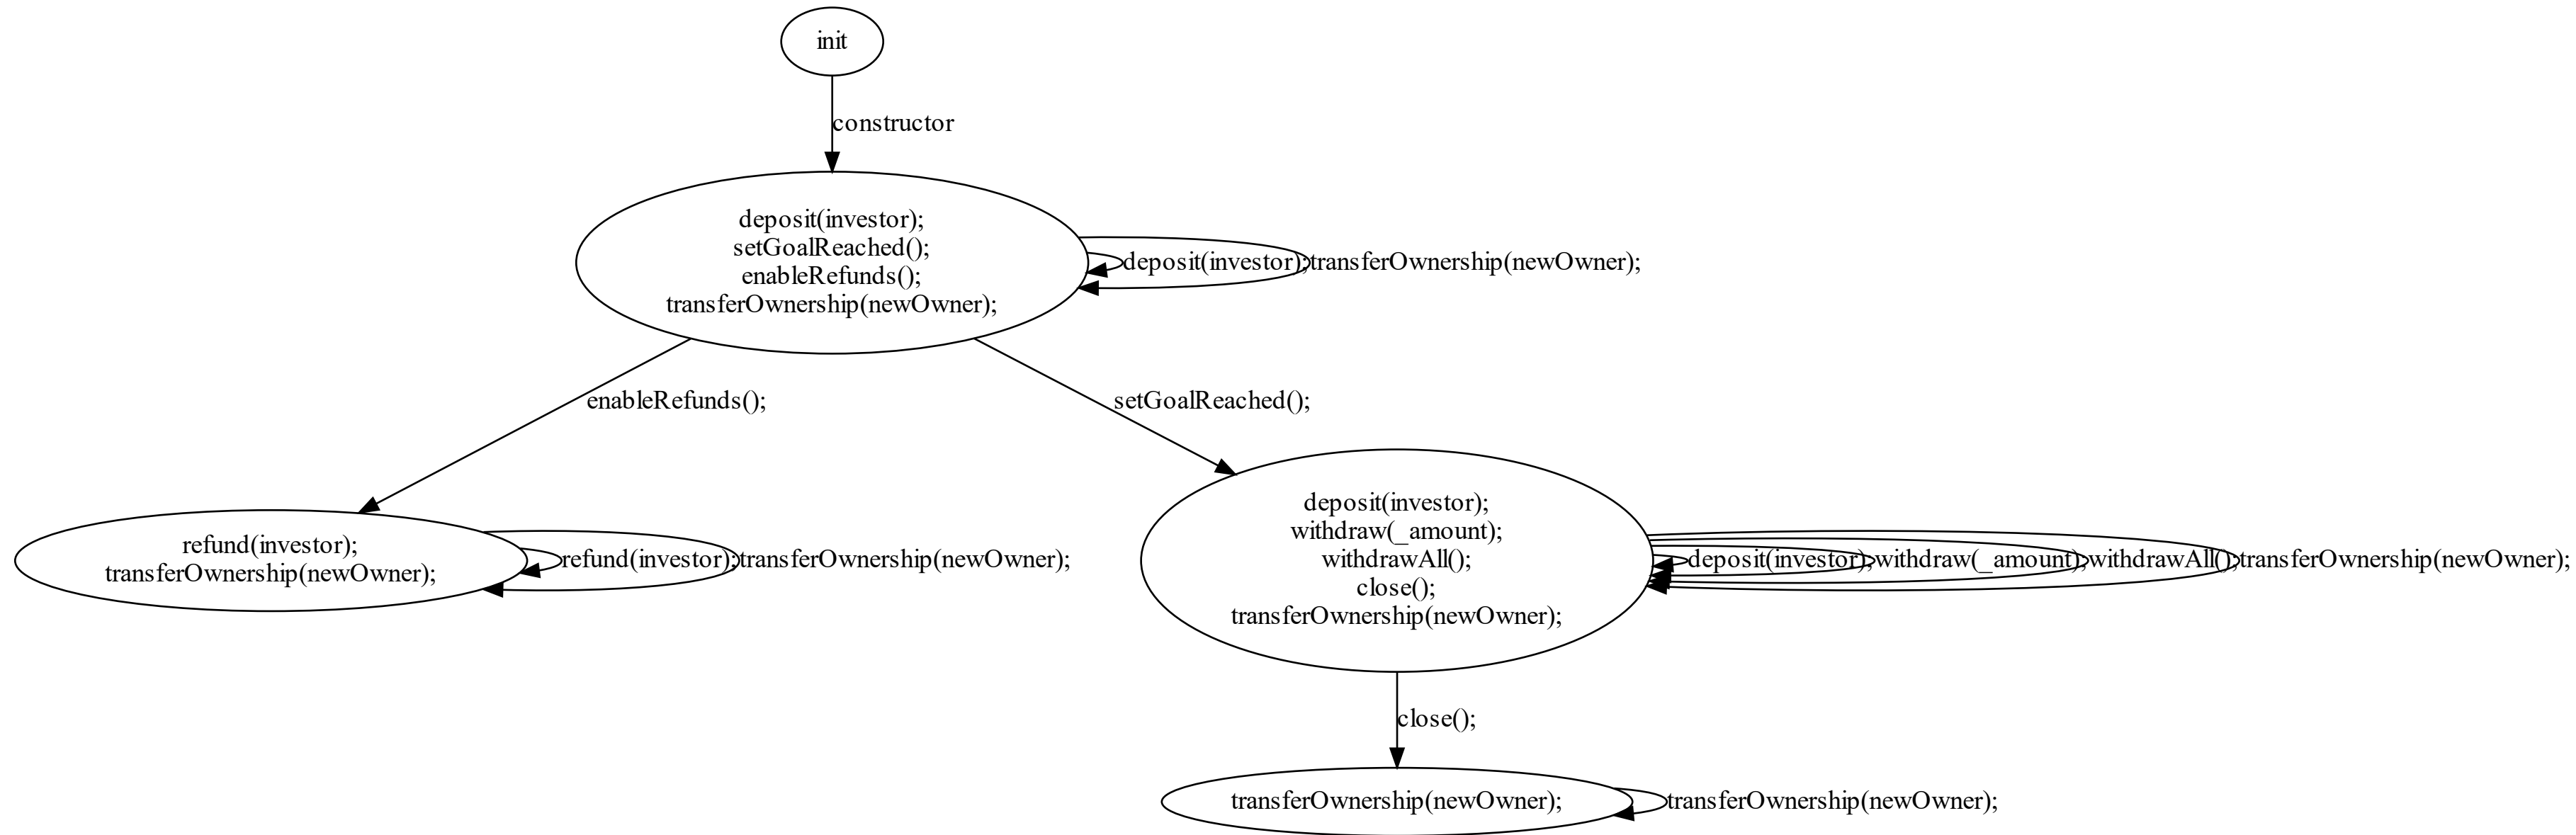 init
constructor
deposit(investor);
setGoalReached();
enableRefunds();
transferOwnership(newOwner);
deposit(investor);
transferOwnership(newOwner);
enableRefunds();
setGoalReached();
refund(investor);
transferOwnership(newOwner);
refund(investor);
transferOwnership(newOwner);
deposit(investor);
withdraw(_amount);
withdrawAll();
close();
transferOwnership(newOwner);
deposit(investor);
withdraw(_amount);
withdrawAll();
transferOwnership(newOwner);
close();
transferOwnership(newOwner);
transferOwnership(newOwner);